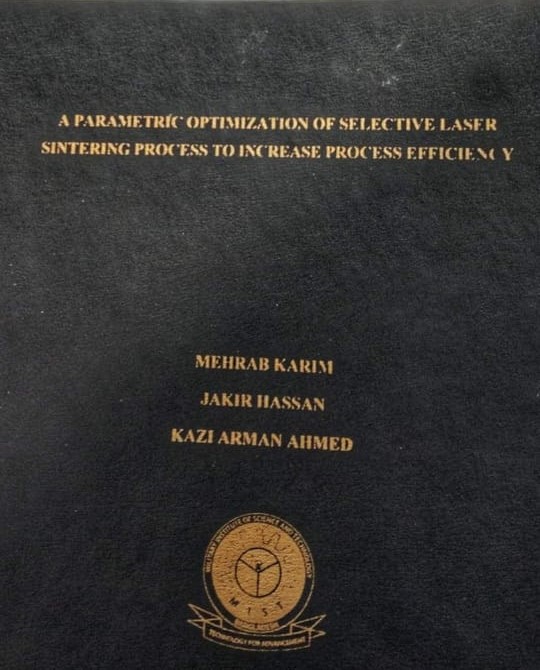 A PARAMETRIC OPTIMIZATION OF SELECTIVE LASER
SINTERING PROCESS TO INCREASE PROCESS EFFICIENCY
MEHRAB KARIM
JAKIR HASSAN
KAZI ARMAN AHMED
MILITARY INSTITUTE OF SCIENCE AND TECHNOLOGY
MIST
BANGLADESH
TECHNOLOGY FOR ADVANCEMENT